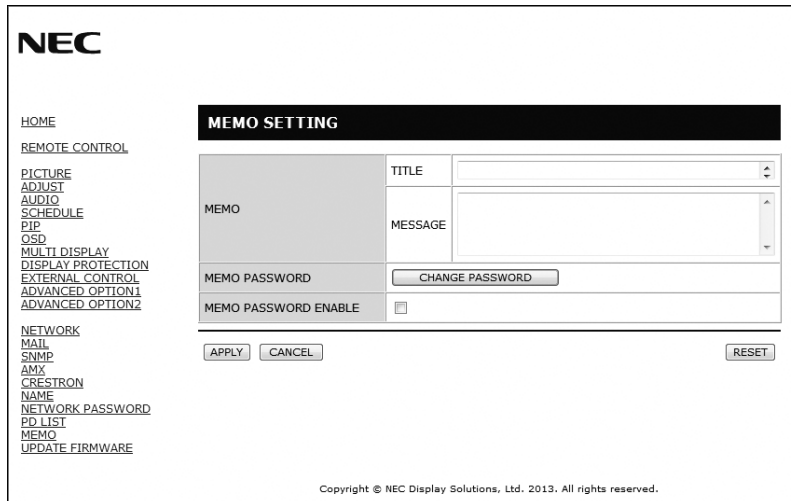 NEC
HOME
REMOTE CONTROL
PICTURE
ADJUST
AUDIO
SCHEDULE
PIP
OSD
MULTI DISPLAY
DISPLAY PROTECTION
EXTERNAL CONTROL
ADVANCED OPTION1
ADVANCED OPTION2
NETWORK
MAIL
SNMP
AMX
CRESTRON
NAME
NETWORK PASSWORD
PD LIST
MEMO
UPDATE FIRMWARE
MEMO SETTING
MEMO
TITLE
MESSAGE
MEMO PASSWORD
CHANGE PASSWORD
MEMO PASSWORD ENABLE
APPLY
CANCEL
RESET
Copyright © NEC Display Solutions, Ltd. 2013. All rights reserved.